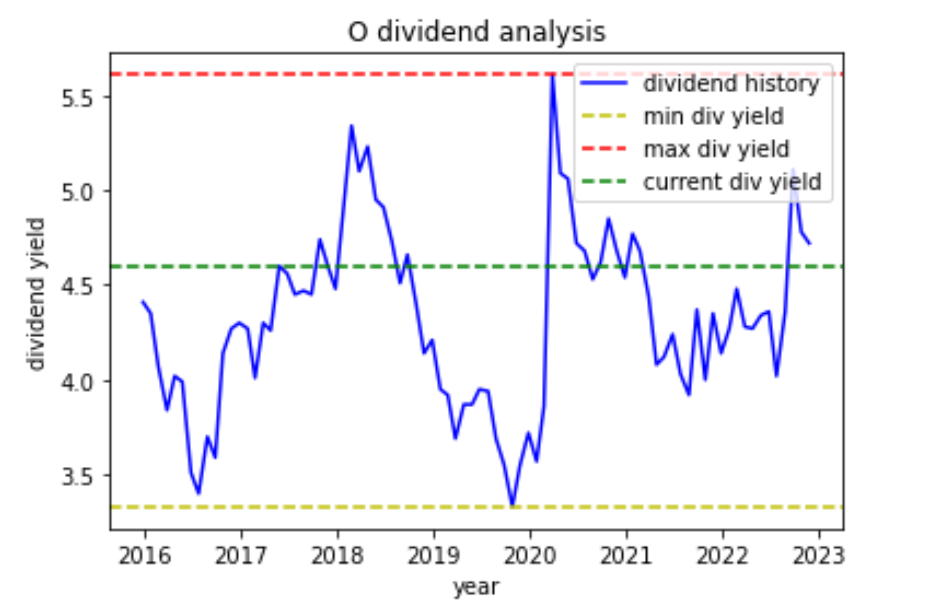 O dividend analysis
dividend history
min div yield
max div yield
current div yield
5.5
5.0
4.5
4.0
3.5
dividend yield
2016 2017 2018 2019 2020 2021 2022 2023
year